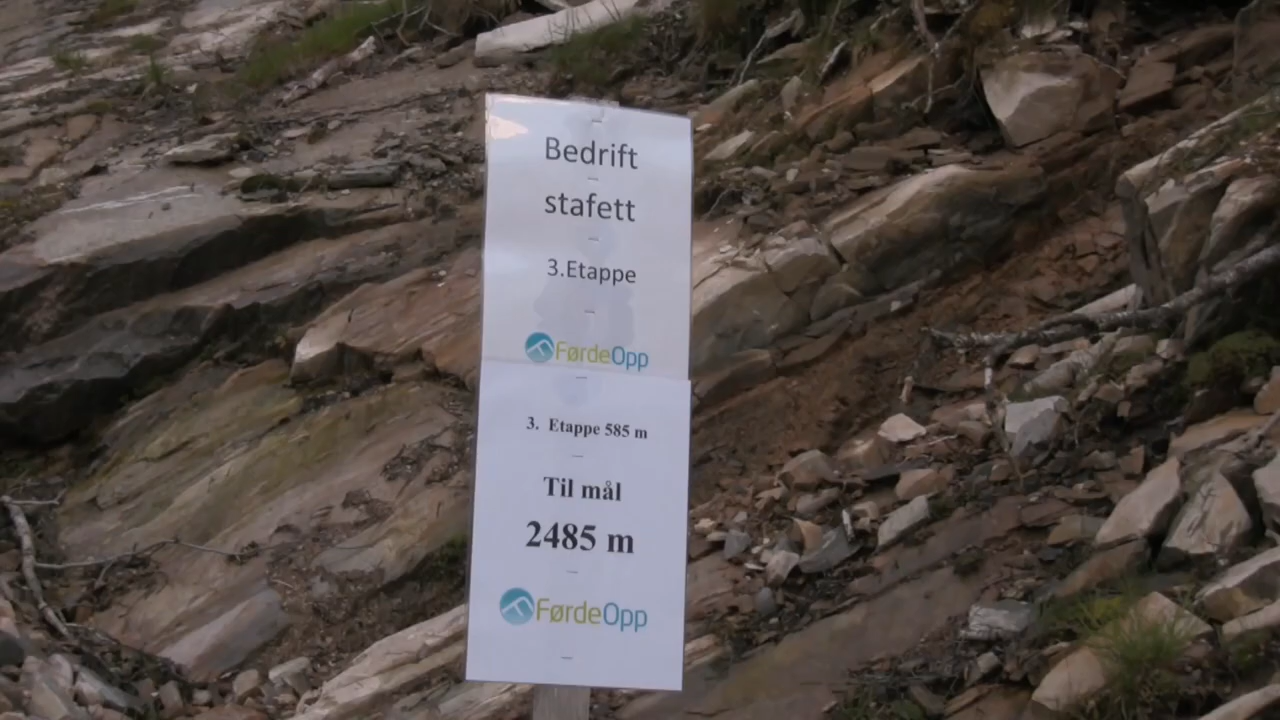 Bedrift
stafett
3.Etappe
FørdeOpp
3. Etappe 585 m
Til mål
2485 m
FørdeOpp